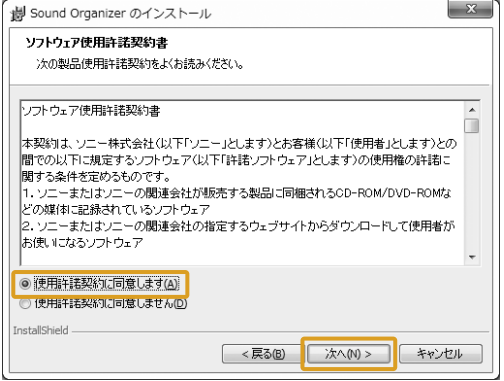 Sound Organizer のインストール
ソフトウェア使用許諾契約書
次の製品使用許諾契約をよくお読みください。
ソフトウェア使用許諾契約書
本契約は、ソニー株式会社(以下「ソニー」とします)とお客様(以下「使用者」とします)との
間での以下に規定するソフトウェア(以下「許諾ソフトウェア」とします)の使用権の許諾に
関する条件を定めるものです。
1. ソニーまたはソニーの関連会社が販売する製品に同梱されるCD-ROM/DVD-ROMな
どの媒体に記録されているソフトウェア
2. ソニーまたはソニーの関連会社の指定するウェブサイトからダウンロードして使用者が
お使いになるソフトウェア
使用許諾契約に同意します(A)
使用許諾契約に同意しません(D)
InstallShield
< 戻る(B)
次へ(N) >
キャンセル